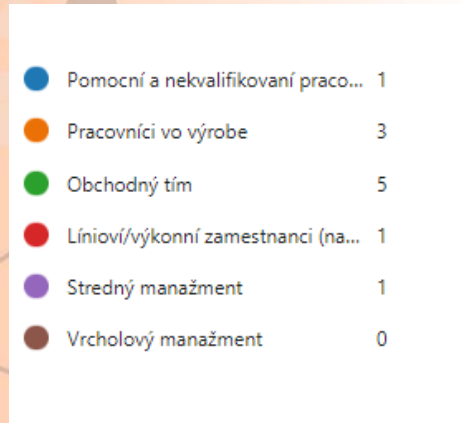 Pomocní a nekvalifikovaní praco... 1
Pracovníci vo výrobe 3
Obchodný tím 5
Línioví/výkonní zamestnanci (na... 1
Stredný manažment 1
Vrcholový manažment 0